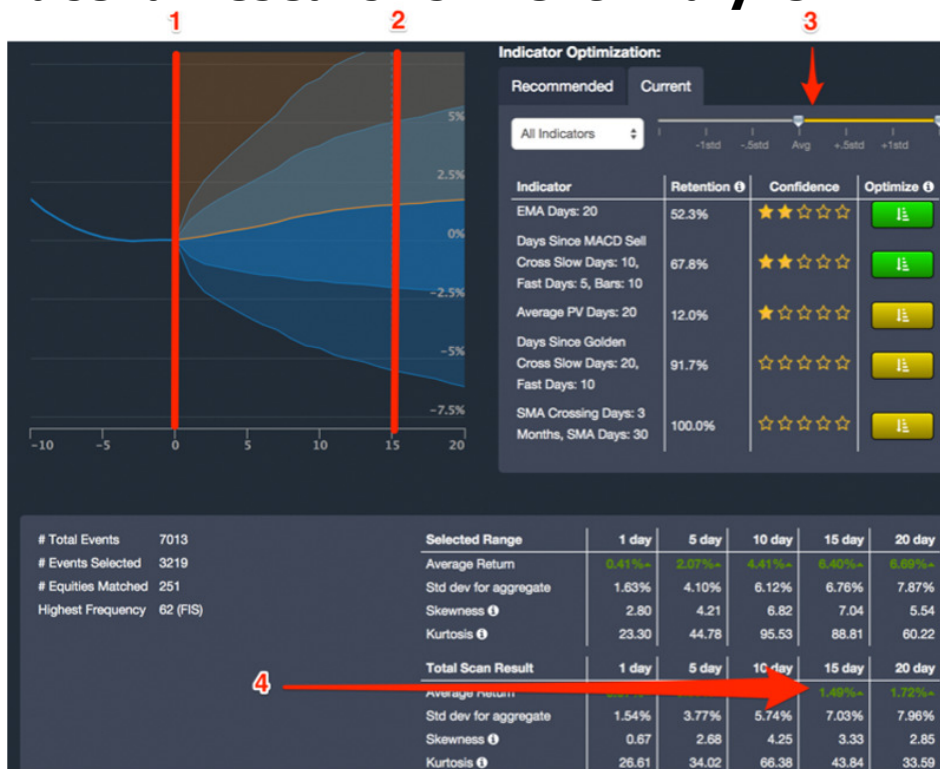 1
2
3
Indicator Optimization:
Recommended Current
All Indicators
-1std -.5std Avg +.5std +1std
5%
2.5%
0%
-2.5%
-5%
-7.5%
-10 -5 0 5 10 15 20
Indicator Retention Confidence Optimize
EMA Days: 20 52.3%
Days Since MACD Sell
Cross Slow Days: 10, 67.8%
Fast Days: 5, Bars: 10
Average PV Days: 20 12.0%
Days Since Golden
Cross Slow Days: 20, 91.7%
Fast Days: 10
SMA Crossing Days: 3
Months, SMA Days: 30 100.0%
# Total Events 7013
# Events Selected 3219
# Equities Matched 251
Highest Frequency 62 (FIS)
Selected Range 1 day 5 day 10 day 15 day 20 day
Average Return 0.41% 2.07% 4.41% 6.40% 6.69%
Std dev for aggregate 1.63% 4.10% 6.12% 6.76% 7.87%
Skewness 2.80 4.21 6.82 7.04 5.54
Kurtosis 23.30 44.78 95.53 88.81 60.22
Total Scan Result 1 day 5 day 10 day 15 day 20 day
4
Average Return 1.49% 1.72%
Std dev for aggregate 1.54% 3.77% 5.74% 7.03% 7.96%
Skewness 0.67 2.68 4.25 3.33 2.85
Kurtosis 26.61 34.02 66.38 43.84 33.59